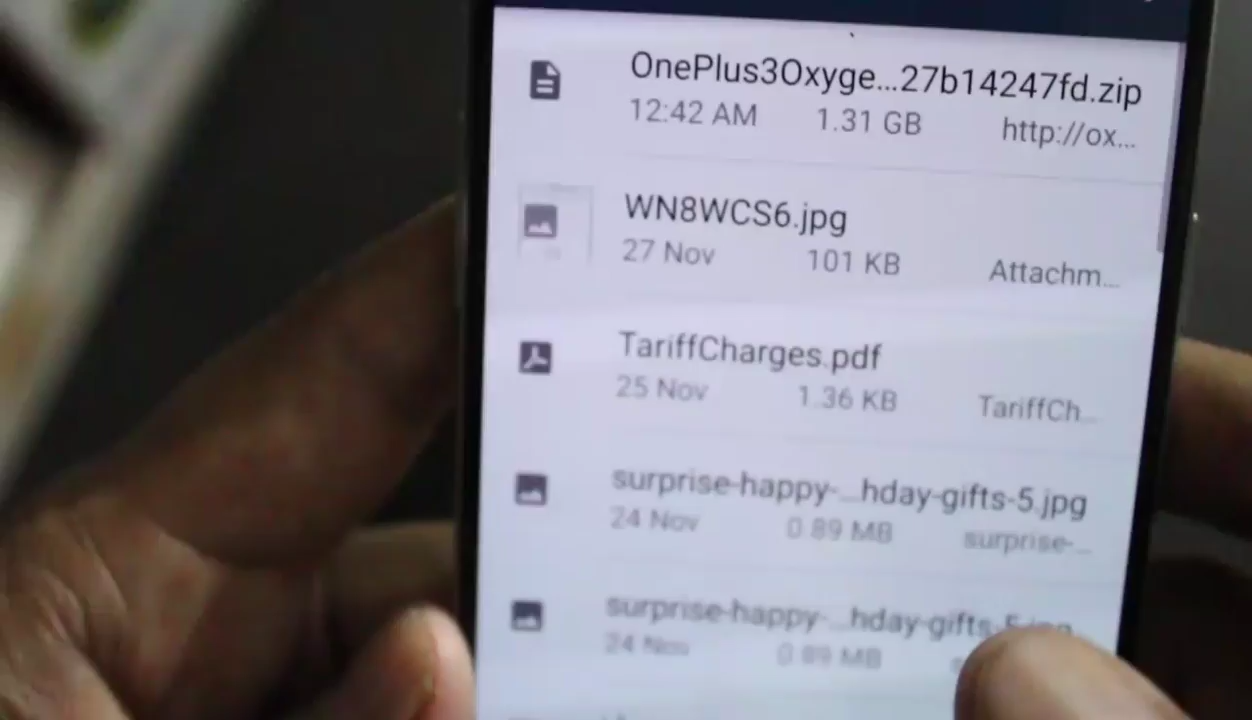 OnePlus3Oxyge...27b14247fd.zip
12:42 AM 1.31 GB http://ox...
WN8WCS6.jpg
27 Nov 101 KB Attachm...
TariffCharges.pdf
25 Nov 1.36 KB TariffCh...
surprise-happy-...hday-gifts-5.jpg
24 Nov 0.89 MB surprise-...
surprise-happy-...hday-gifts-5.jpg
24 Nov 0.89 MB